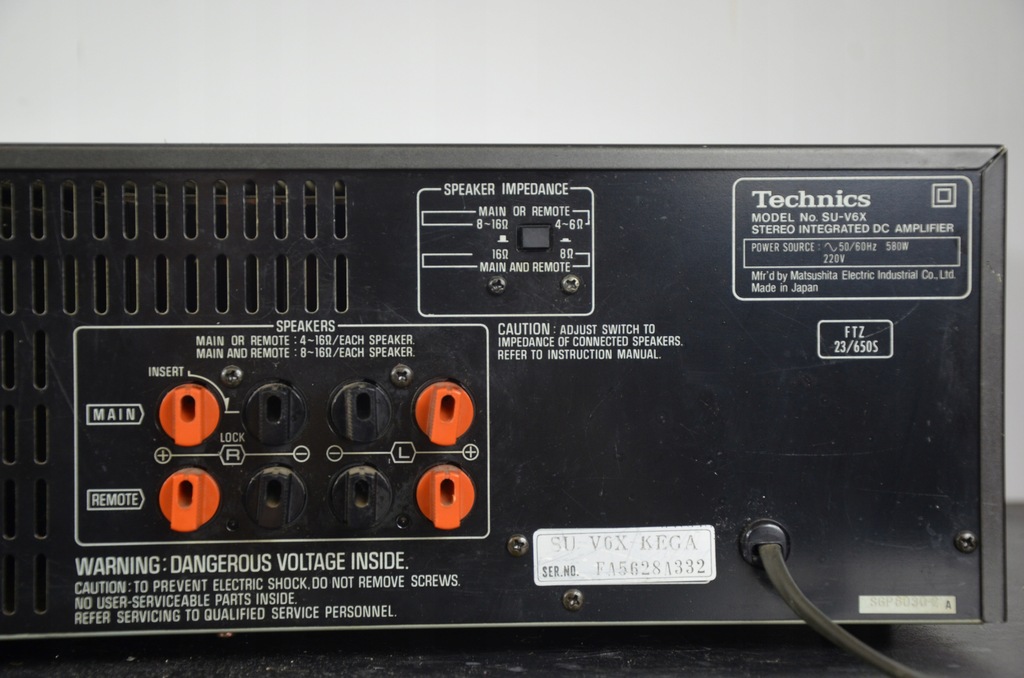 SPEAKER IMPEDANCE
MAIN OR REMOTE
8~16Ω 4~6Ω
16Ω 8Ω
MAIN AND REMOTE
Technics
MODEL No. SU-V6X
STEREO INTEGRATED DC AMPLIFIER
POWER SOURCE : ∿50/60Hz 580W
220V
Mfr'd by Matsushita Electric Industrial Co., Ltd.
Made in Japan
FTZ
23/650S
CAUTION : ADJUST SWITCH TO
IMPEDANCE OF CONNECTED SPEAKERS.
REFER TO INSTRUCTION MANUAL.
SPEAKERS
MAIN OR REMOTE : 4~16Ω/EACH SPEAKER.
MAIN AND REMOTE : 8~16Ω/EACH SPEAKER.
INSERT
MAIN
LOCK
⊕ R ⊖ ⊖ L ⊕
REMOTE
WARNING: DANGEROUS VOLTAGE INSIDE.
CAUTION: TO PREVENT ELECTRIC SHOCK, DO NOT REMOVE SCREWS.
NO USER-SERVICEABLE PARTS INSIDE.
REFER SERVICING TO QUALIFIED SERVICE PERSONNEL.
SU-V6X-KEGA
SER.NO. FA5628A332
A